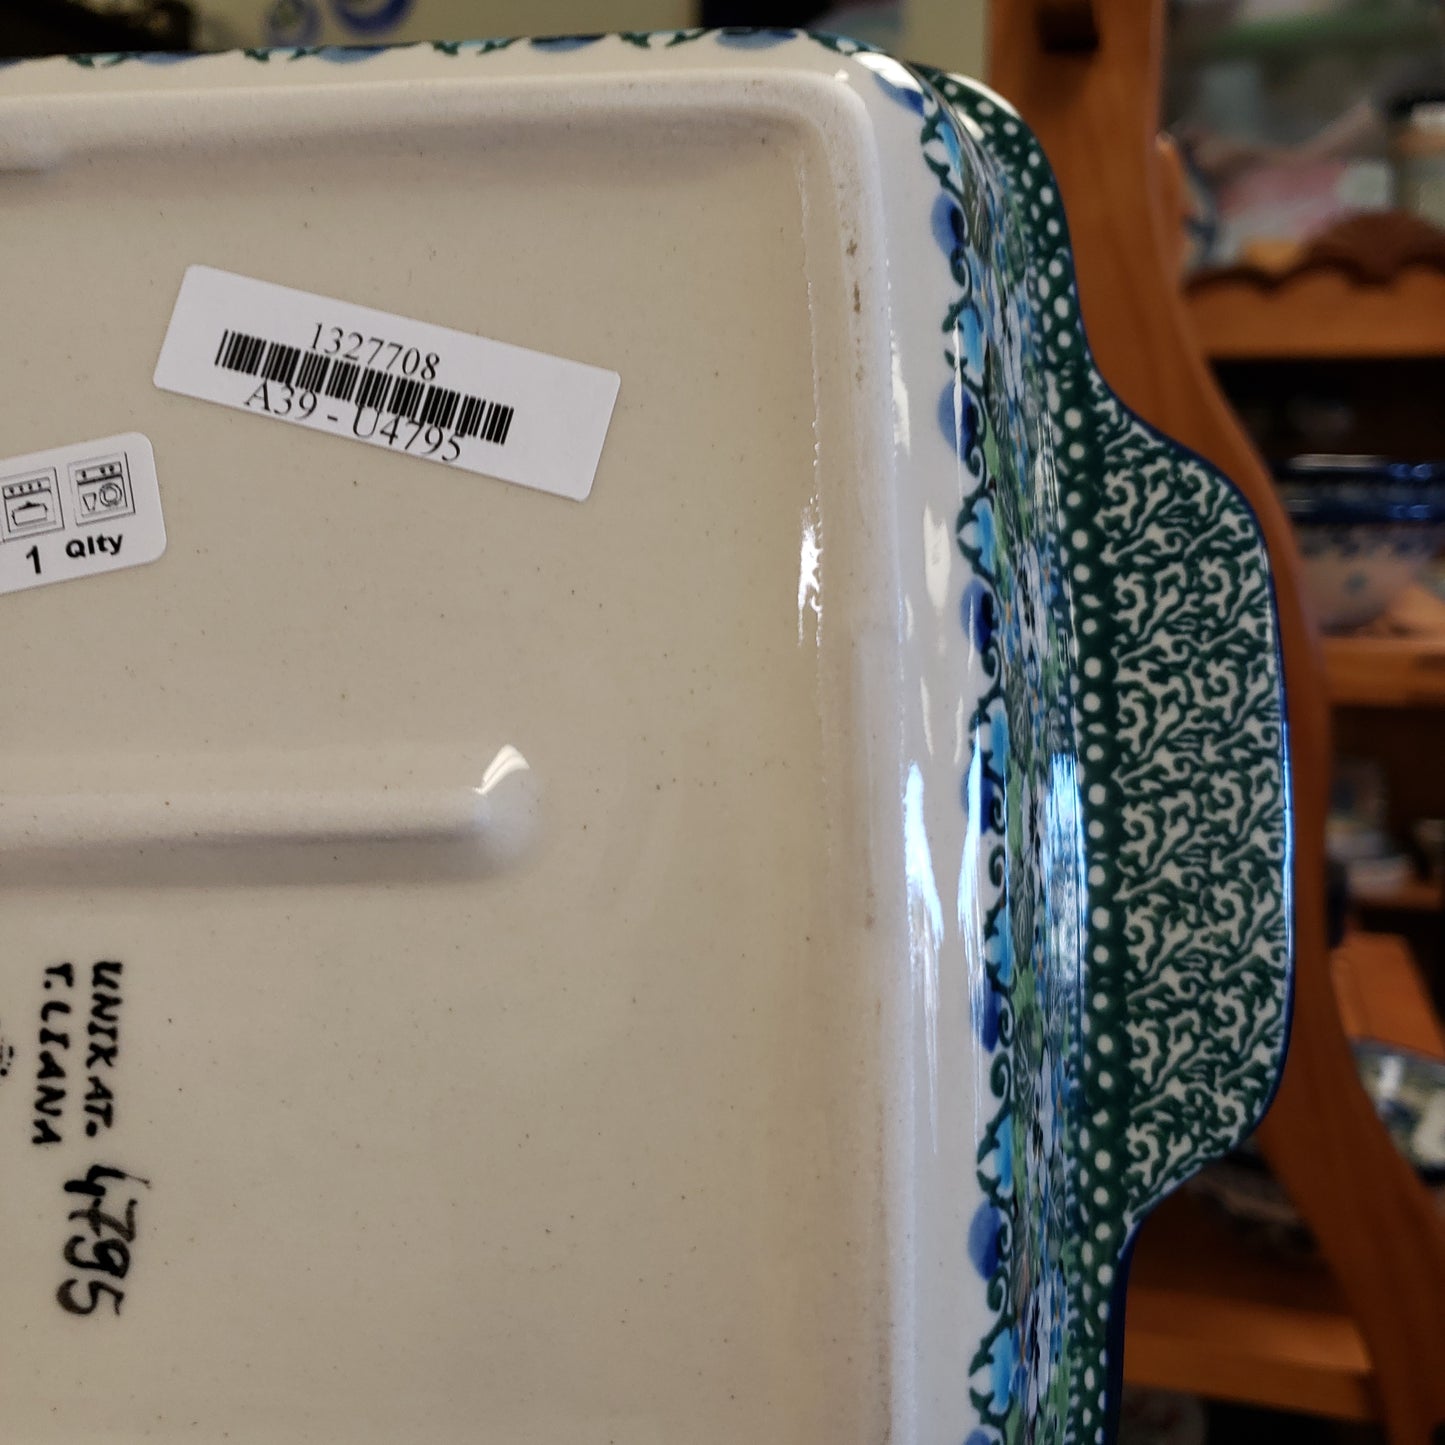 1327708
A39 - U4795
1 Qlty
UNIKAT. 4795
T. LIANA